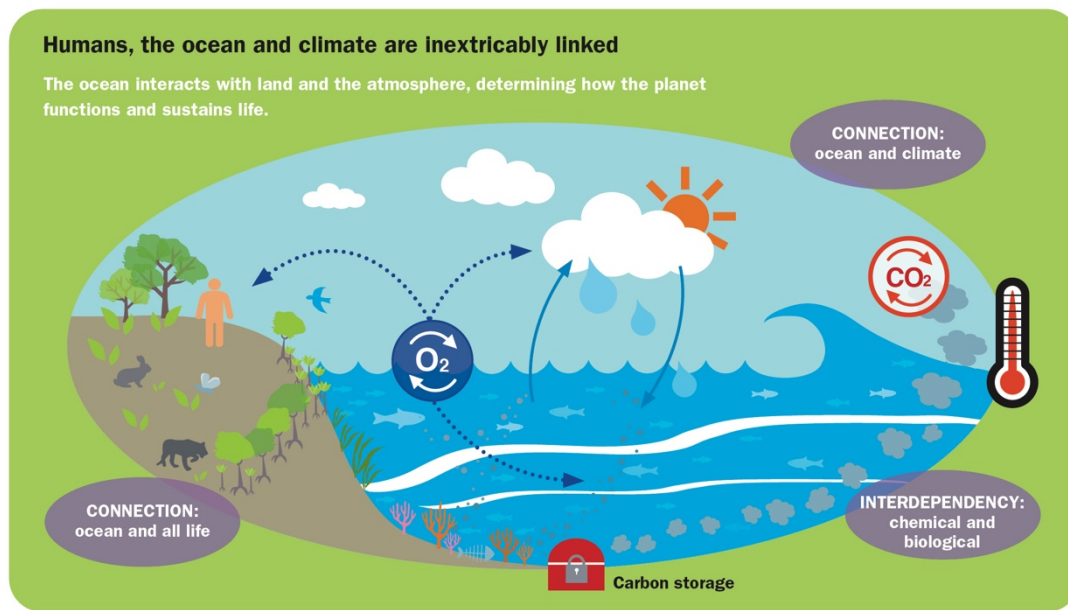 Humans, the ocean and climate are inextricably linked
The ocean interacts with land and the atmosphere, determining how the planet
functions and sustains life.
CONNECTION:
ocean and climate
CO₂
O₂
CONNECTION:
ocean and all life
INTERDEPENDENCY:
chemical and
biological
Carbon storage